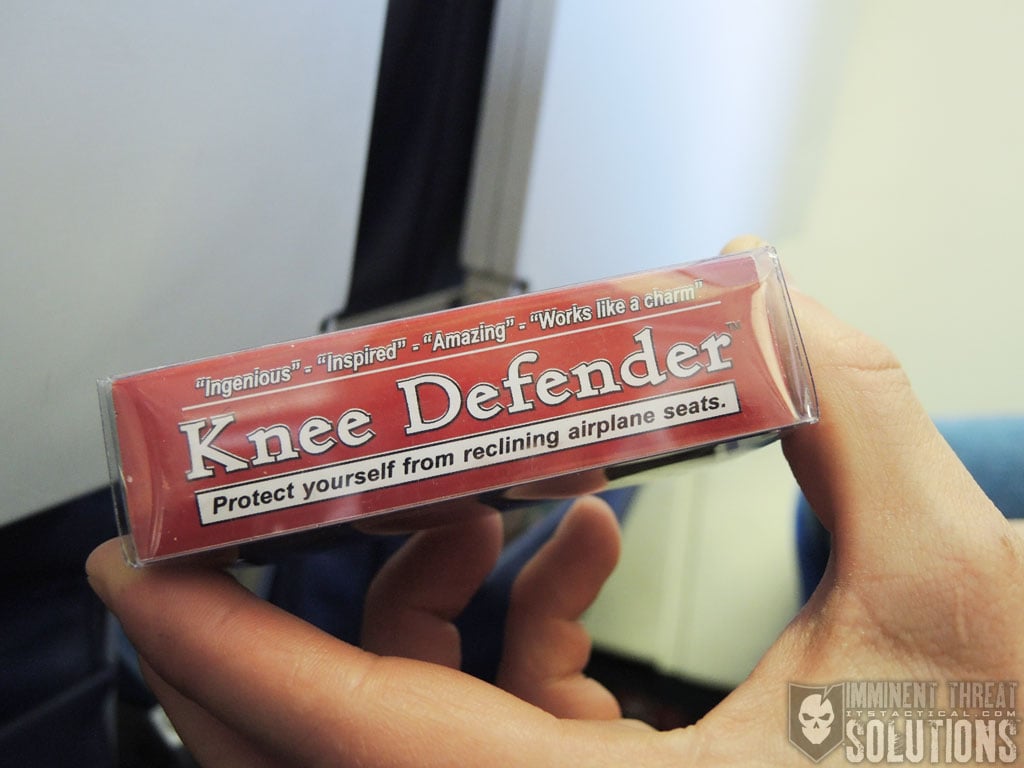 "Ingenious" - "Inspired" - "Amazing" - "Works like a charm"
Knee Defender™
Protect yourself from reclining airplane seats.
IMMINENT THREAT
ITSTACTICAL.COM
SOLUTIONS